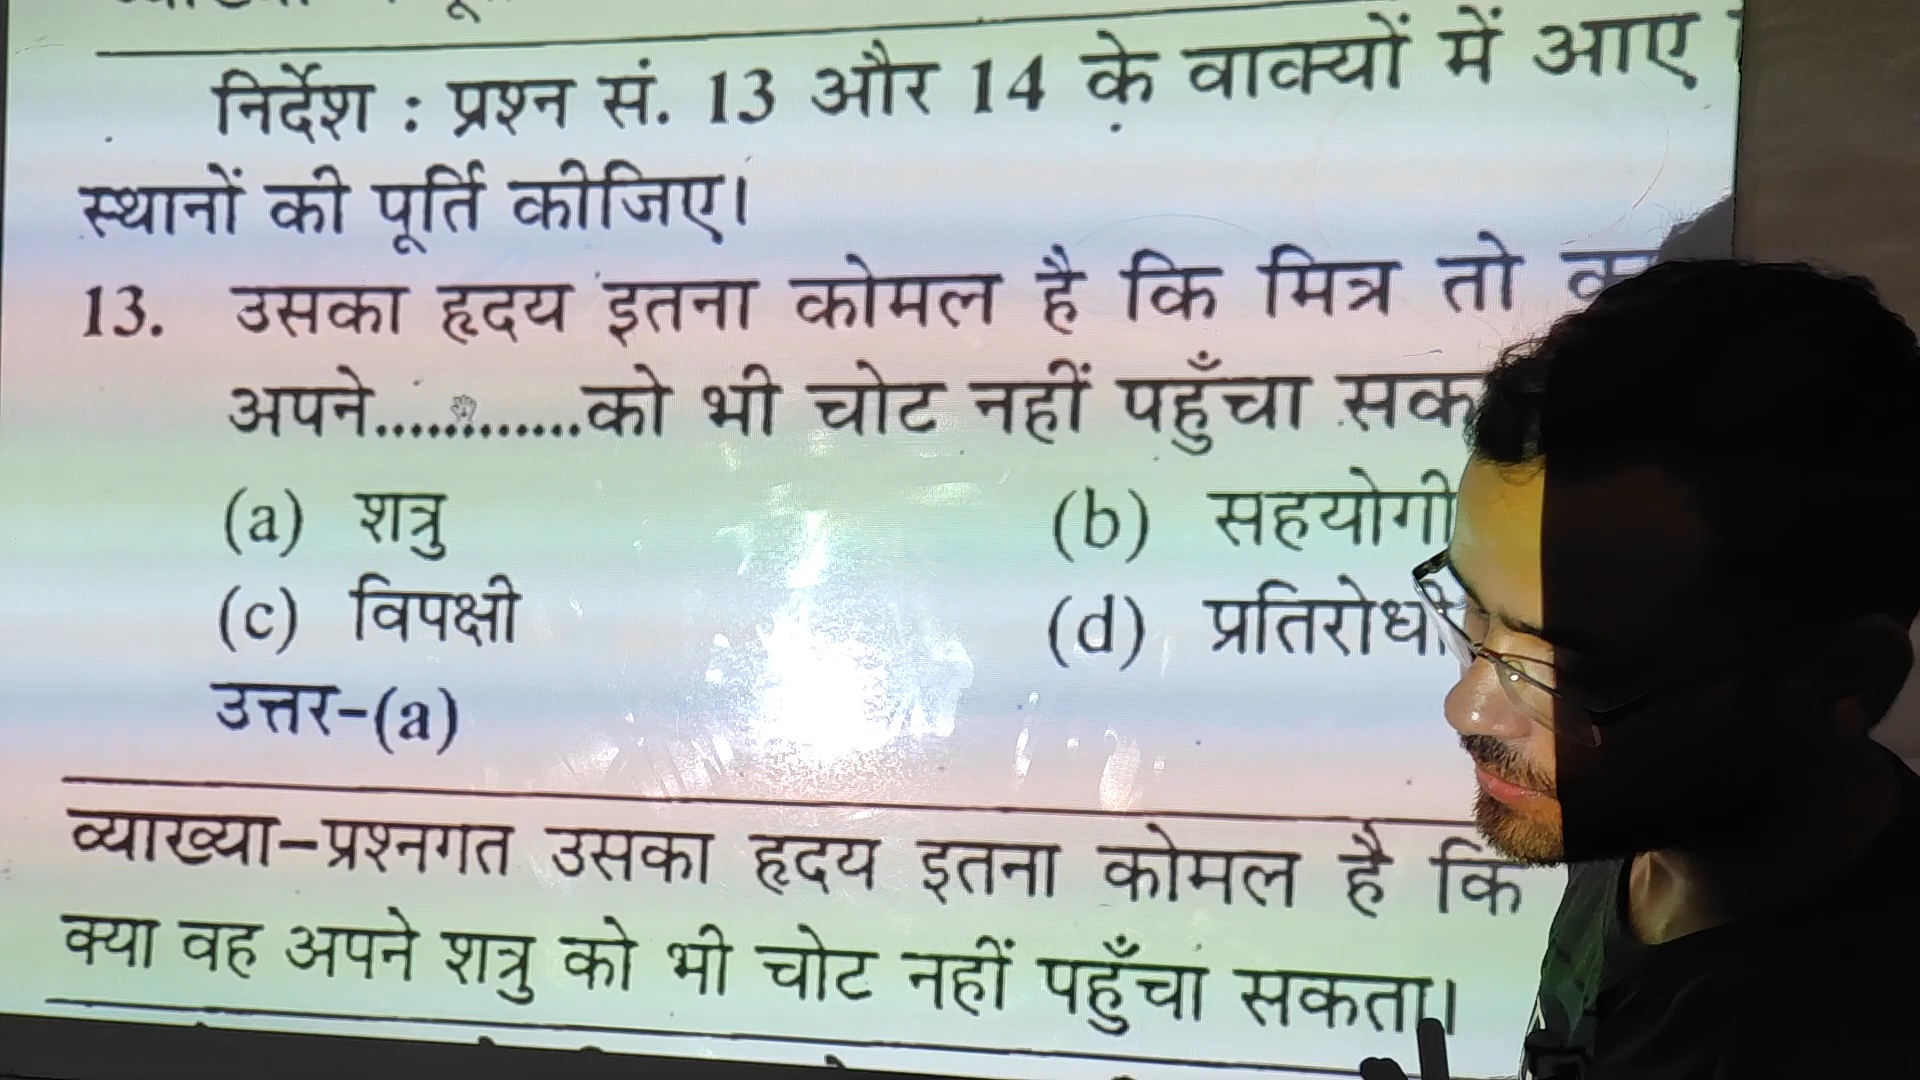 निर्देश : प्रश्न सं. 13 और 14 के वाक्यों में आए
स्थानों की पूर्ति कीजिए।
13. उसका हृदय इतना कोमल है कि मित्र तो
अपने............को भी चोट नहीं पहुँचा
(a) शत्रु (b) सहयोगी
(c) विपक्षी (d) प्रतिरोधी
उत्तर-(a)
व्याख्या-प्रश्नगत उसका हृदय इतना कोमल है कि
क्या वह अपने शत्रु को भी चोट नहीं पहुँचा सकता।